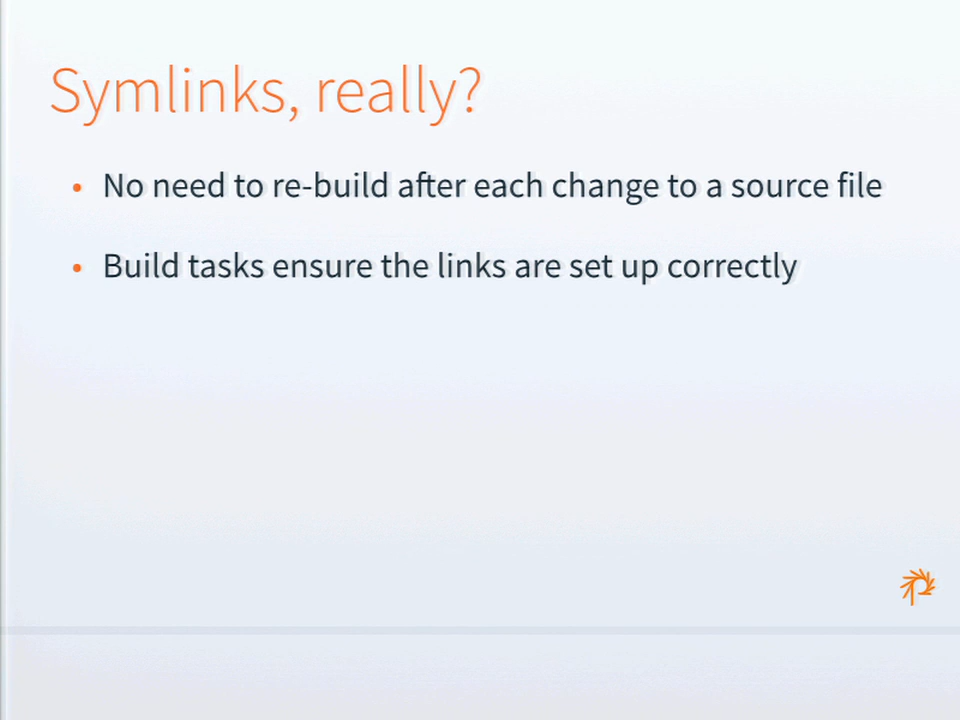 Symlinks, really?
• No need to re-build after each change to a source file
• Build tasks ensure the links are set up correctly